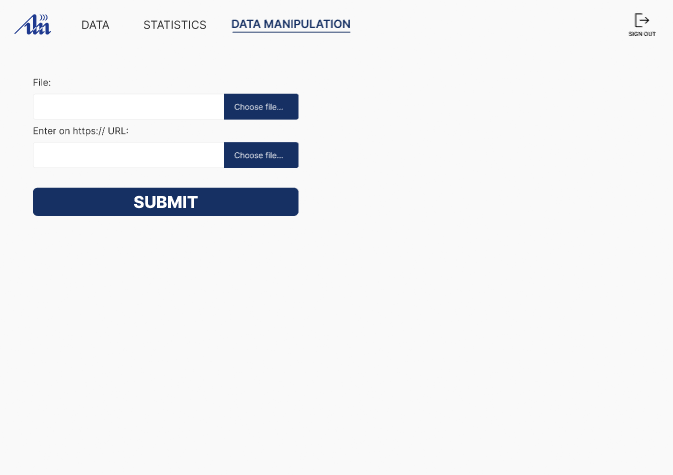 DATA
STATISTICS
DATA MANIPULATION
SIGN OUT
File:
Choose file...
Enter on https:// URL:
Choose file...
SUBMIT